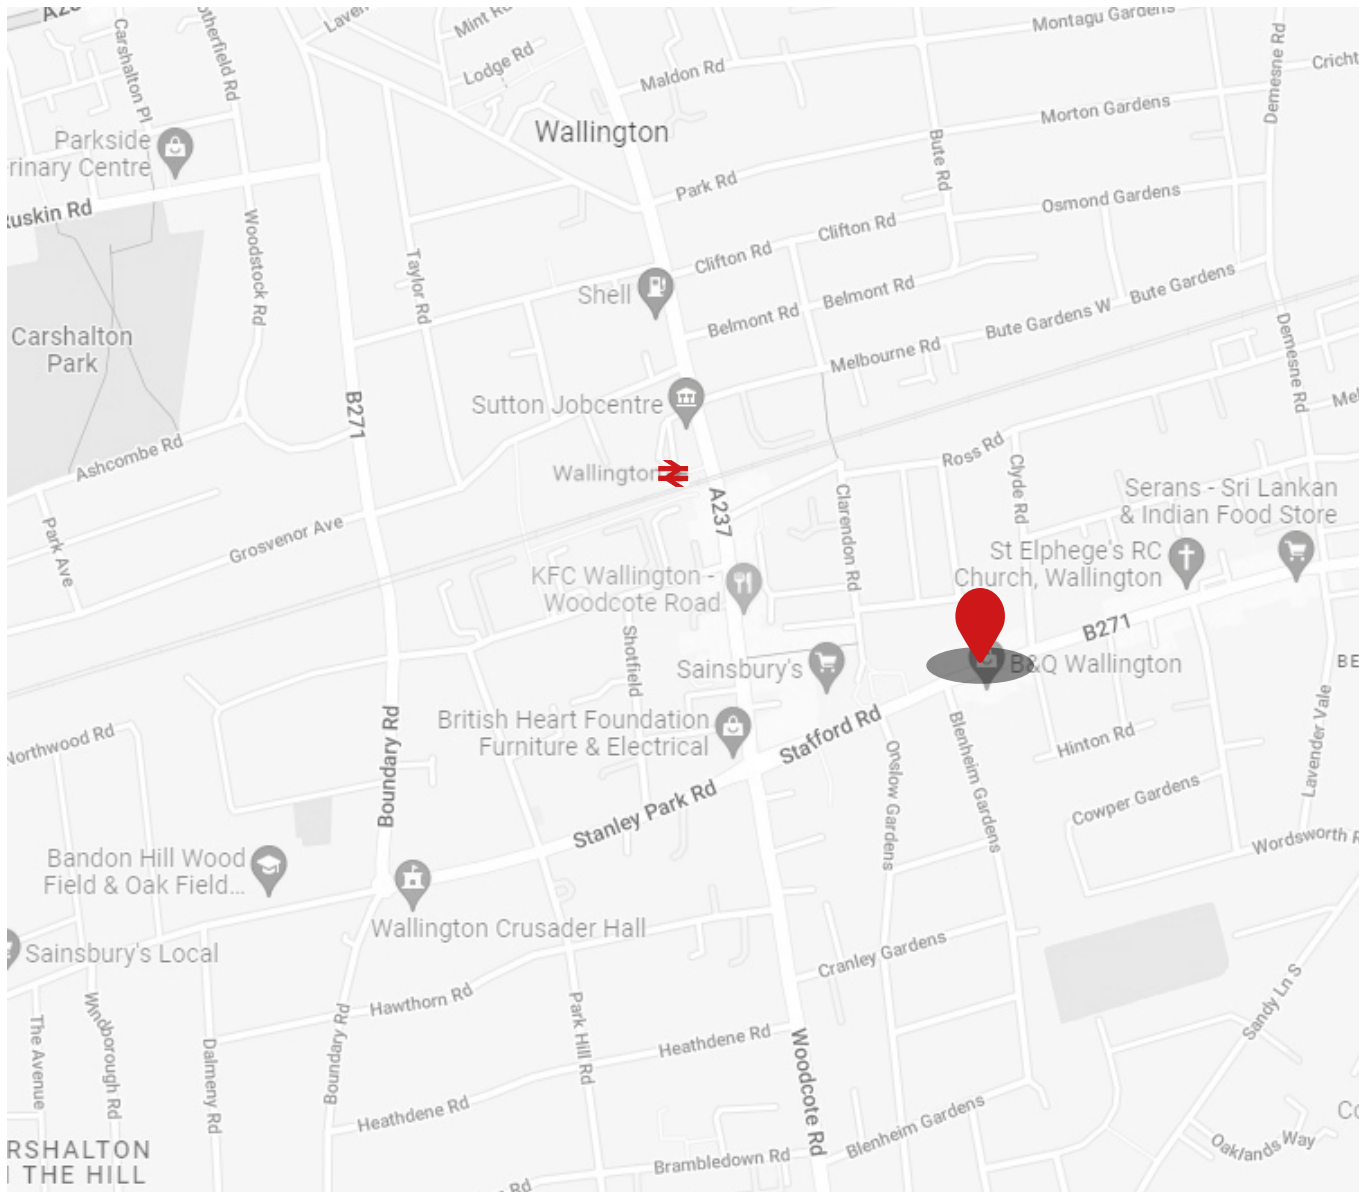 Mint Rd
Montagu Gardens
Carshalton Pl
Lodge Rd
Maldon Rd
Demesne Rd
Morton Gardens
Wallington
Parkside
Bute Rd
Park Rd
Osmond Gardens
Ruskin Rd
Woodstock Rd
Clifton Rd
Clifton Rd
Taylor Rd
Shell
Belmont Rd
Belmont Rd
Bute Gardens
Bute Gardens W
Carshalton
Park
Melbourne Rd
Demesne Rd
B271
Sutton Jobcentre
Ashcombe Rd
Ross Rd
Wallington
A237
Clyde Rd
Clarendon Rd
Serans - Sri Lankan
& Indian Food Store
Park Ave
Grosvenor Ave
St Elphege's RC
Church, Wallington
KFC Wallington -
Woodcote Road
B271
Shotfield
Sainsbury's
B&Q Wallington
BE
British Heart Foundation
Furniture & Electrical
Stafford Rd
Northwood Rd
Boundary Rd
Onslow Gardens
Blenheim Gardens
Hinton Rd
Lavender Vale
Stanley Park Rd
Cowper Gardens
Wordsworth R
Bandon Hill Wood
Field & Oak Field...
Wallington Crusader Hall
Sainsbury's Local
Cranley Gardens
Hawthorn Rd
Sandy Ln S
The Avenue
Windborough Rd
Dalmeny Rd
Boundary Rd
Park Hill Rd
Heathdene Rd
Woodcote Rd
Heathdene Rd
Blenheim Gardens
Oaklands Way
RSHALTON
THE HILL
Brambledown Rd
Rd